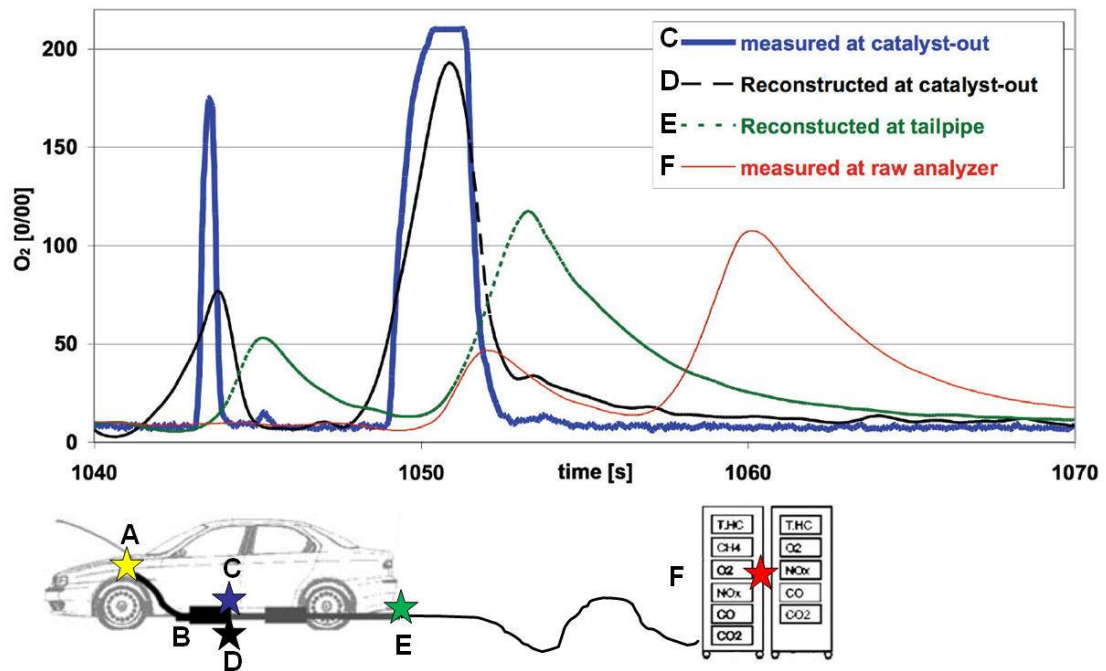 200
150
100
50
0
O₂ [0/00]
C measured at catalyst-out
D Reconstructed at catalyst-out
E Reconstucted at tailpipe
F measured at raw analyzer
1040
1050
time [s]
1060
1070
A
C
B
D
E
F
T.HC
CH4
O2
NOx
CO
CO2
T.HC
O2
NOx
CO
CO2